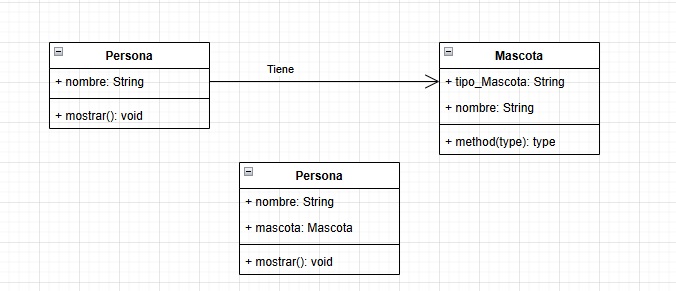 Persona
+ nombre: String
+ mostrar(): void
Tiene
Mascota
+ tipo_Mascota: String
+ nombre: String
+ method(type): type
Persona
+ nombre: String
+ mascota: Mascota
+ mostrar(): void